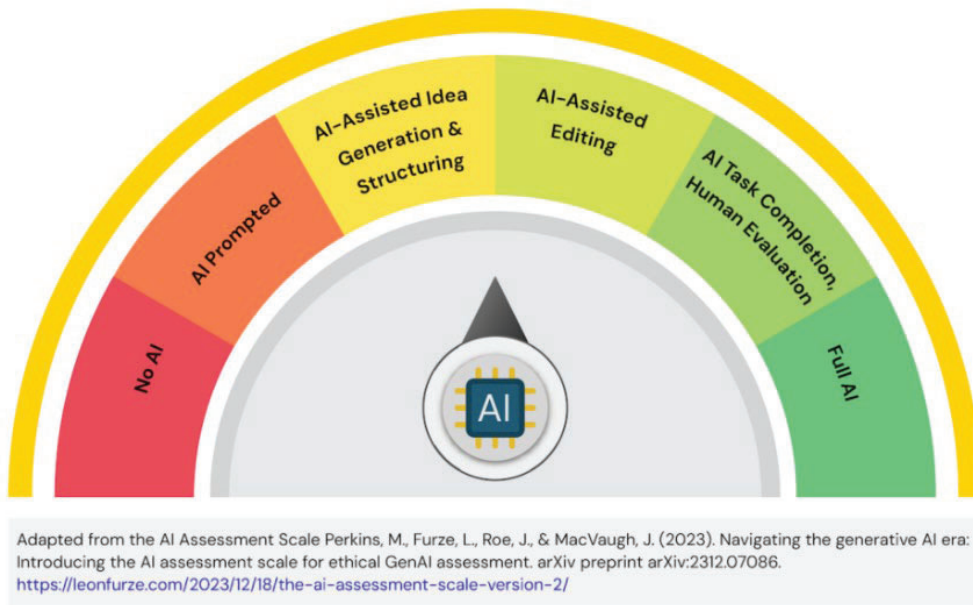 No AI
AI Prompted
AI-Assisted Idea
Generation &
Structuring
AI-Assisted
Editing
AI Task Completion,
Human Evaluation
Full AI
AI
Adapted from the AI Assessment Scale Perkins, M., Furze, L., Roe, J., & MacVaugh, J. (2023). Navigating the generative AI era:
Introducing the AI assessment scale for ethical GenAI assessment. arXiv preprint arXiv:2312.07086.
https://leonfurze.com/2023/12/18/the-ai-assessment-scale-version-2/